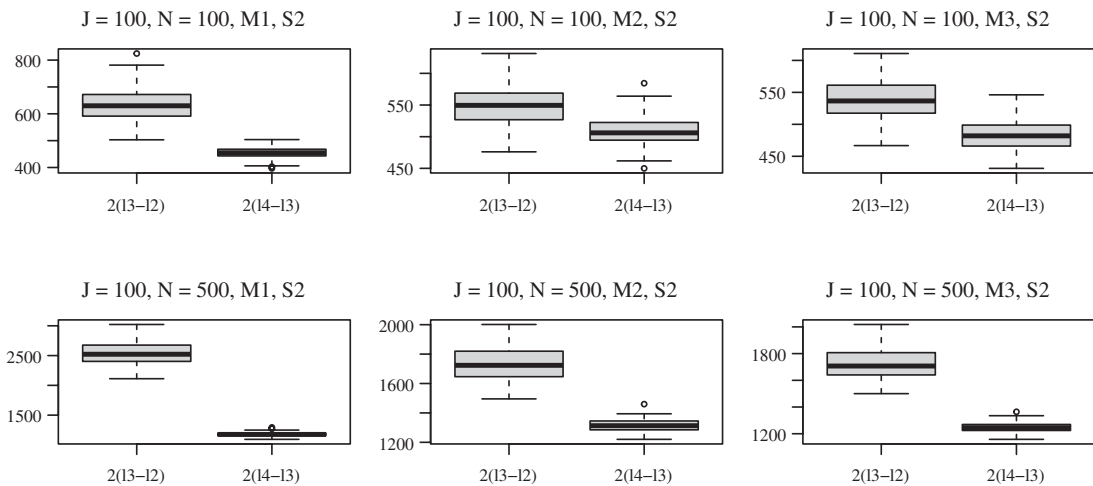 J = 100, N = 100, M1, S2
800
600
400
2(l3−l2)
2(l4−l3)
J = 100, N = 100, M2, S2
550
450
2(l3−l2)
2(l4−l3)
J = 100, N = 100, M3, S2
550
450
2(l3−l2)
2(l4−l3)
J = 100, N = 500, M1, S2
2500
1500
2(l3−l2)
2(l4−l3)
J = 100, N = 500, M2, S2
2000
1600
1200
2(l3−l2)
2(l4−l3)
J = 100, N = 500, M3, S2
1800
1200
2(l3−l2)
2(l4−l3)